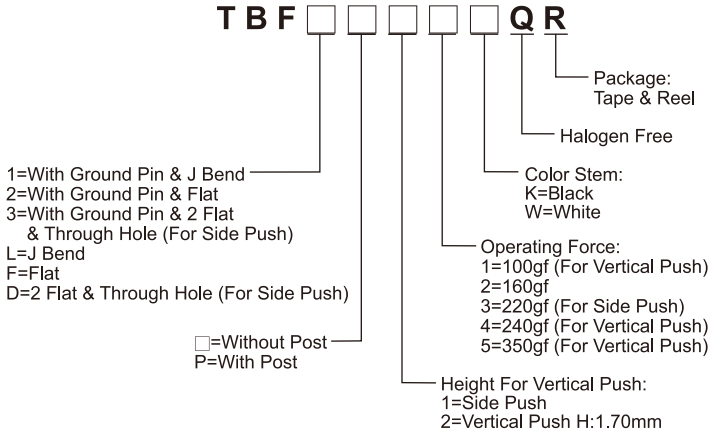 TBF□□□□□QR
Package:
Tape & Reel
Halogen Free
1=With Ground Pin & J Bend
2=With Ground Pin & Flat
3=With Ground Pin & 2 Flat
& Through Hole (For Side Push)
L=J Bend
F=Flat
D=2 Flat & Through Hole (For Side Push)
Color Stem:
K=Black
W=White
Operating Force:
1=100gf (For Vertical Push)
2=160gf
3=220gf (For Side Push)
4=240gf (For Vertical Push)
5=350gf (For Vertical Push)
□=Without Post
P=With Post
Height For Vertical Push:
1=Side Push
2=Vertical Push H:1.70mm